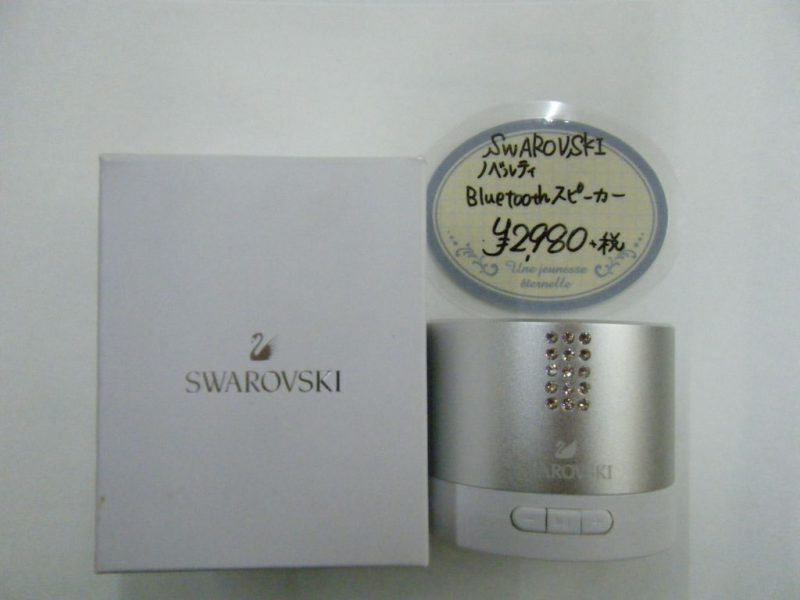 SWAROVSKI
SWAROVSKI
ノベルティ
Bluetoothスピーカー
¥2,980+税
Une jeunesse
éternelle
SWAROVSKI